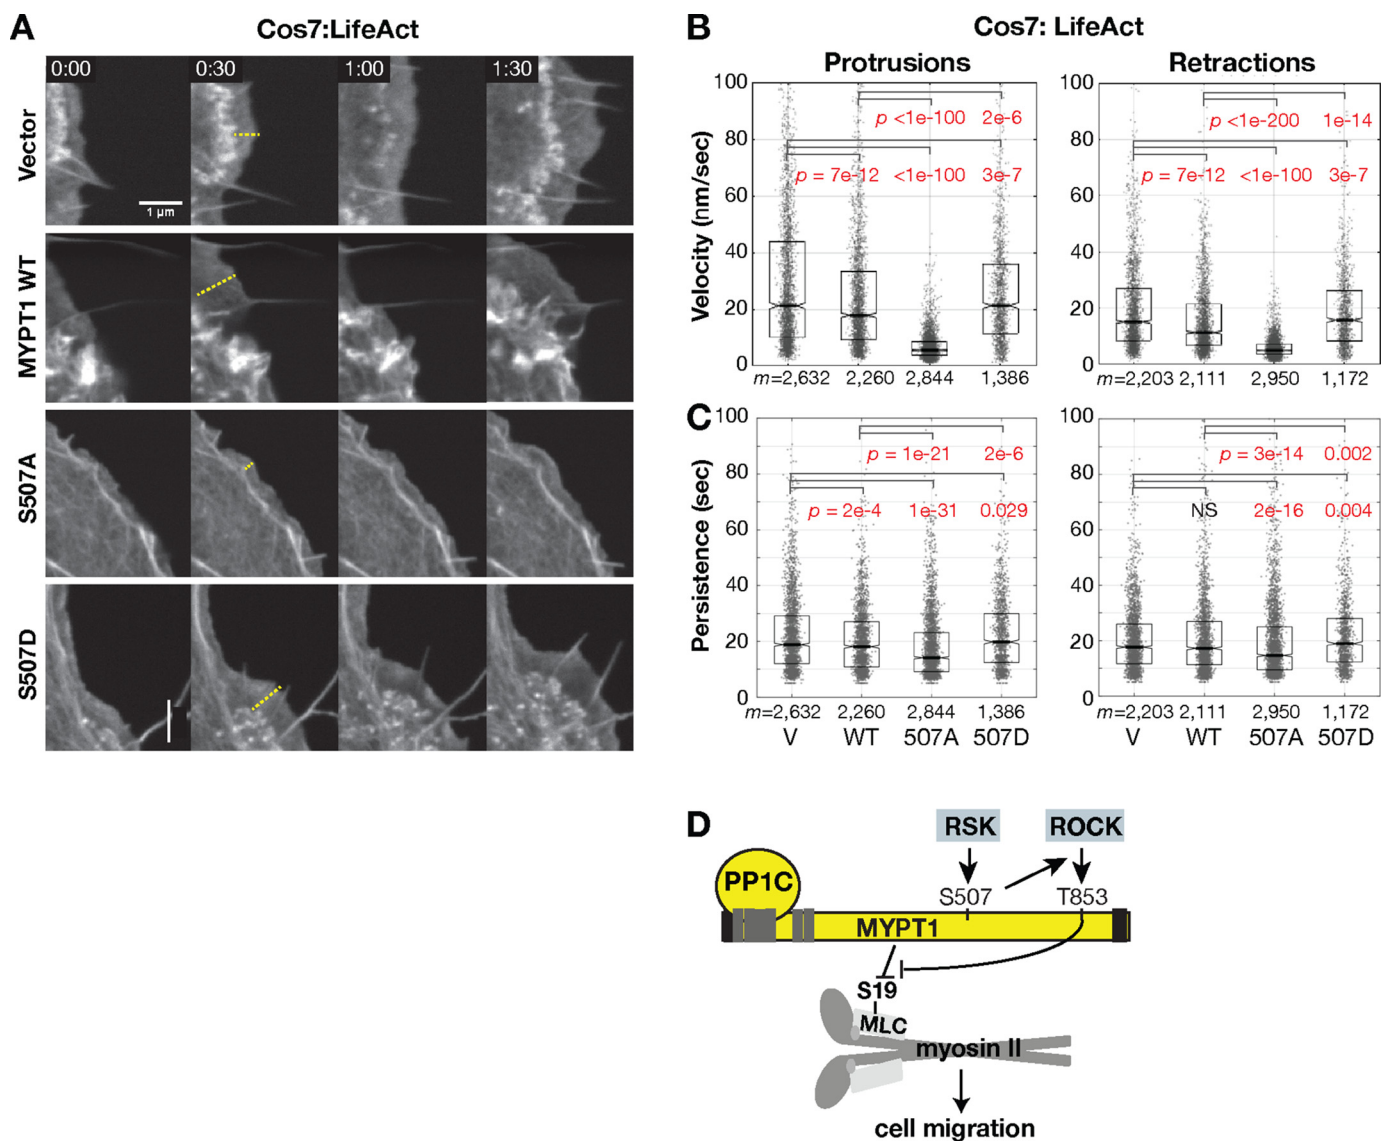 A
Cos7:LifeAct
0:00
0:30
1:00
1:30
Vector
1 µm
MYPT1 WT
S507A
S507D
B
Cos7: LifeAct
Protrusions
Retractions
Velocity (nm/sec)
100
80
60
40
20
0
p <1e-100 2e-6
p = 7e-12 <1e-100 3e-7
m=2,632 2,260 2,844 1,386
100
80
60
40
20
0
p <1e-200 1e-14
p = 7e-12 <1e-100 3e-7
m=2,203 2,111 2,950 1,172
C
Persistence (sec)
100
80
60
40
20
0
p = 1e-21 2e-6
p = 2e-4 1e-31 0.029
m=2,632 2,260 2,844 1,386
V WT 507A 507D
100
80
60
40
20
0
p = 3e-14 0.002
NS 2e-16 0.004
m=2,203 2,111 2,950 1,172
V WT 507A 507D
D
RSK ROCK
PP1C
S507 T853
MYPT1
S19
MLC
myosin II
cell migration